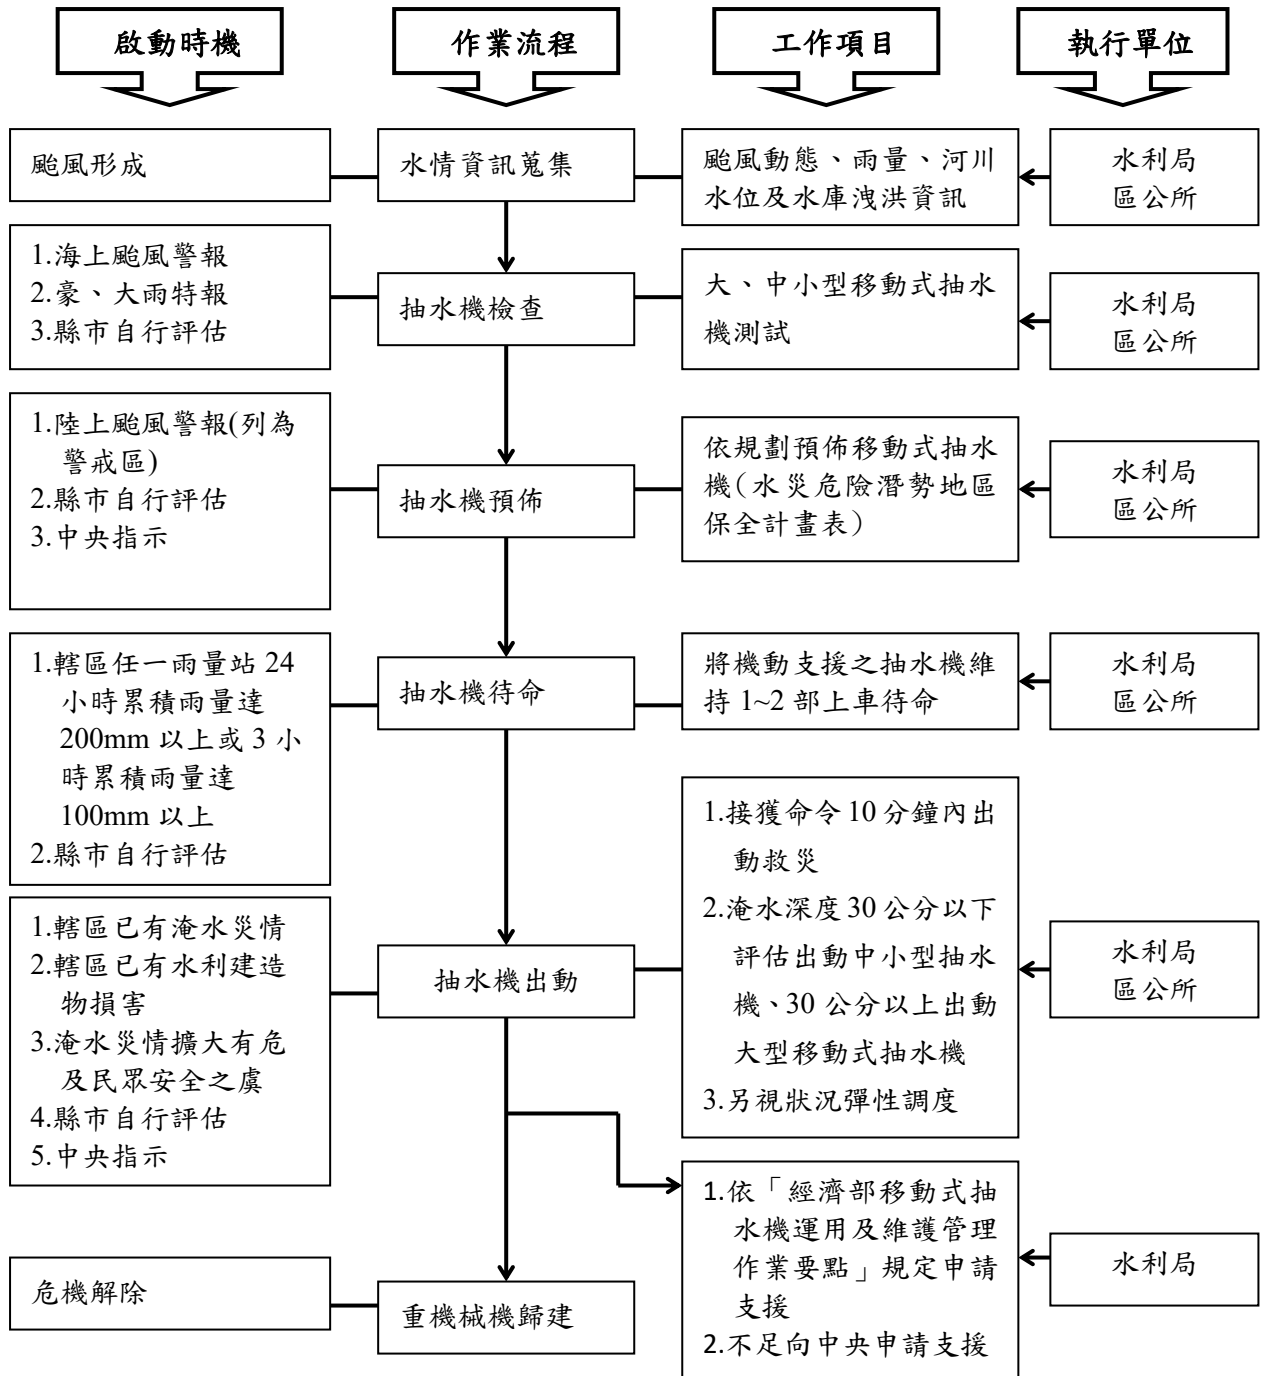 啟動時機
作業流程
工作項目
執行單位
颱風形成
水情資訊蒐集
颱風動態、雨量、河川
水位及水庫洩洪資訊
水利局
區公所
1.海上颱風警報
2.豪、大雨特報
3.縣市自行評估
抽水機檢查
大、中小型移動式抽水
機測試
水利局
區公所
1.陸上颱風警報(列為
警戒區)
2.縣市自行評估
3.中央指示
抽水機預佈
依規劃預佈移動式抽水
機(水災危險潛勢地區
保全計畫表)
水利局
區公所
1.轄區任一雨量站 24
小時累積雨量達
200mm 以上或 3 小
時累積雨量達
100mm 以上
2.縣市自行評估
抽水機待命
將機動支援之抽水機維
持 1~2 部上車待命
水利局
區公所
1.轄區已有淹水災情
2.轄區已有水利建造
物損害
3.淹水災情擴大有危
及民眾安全之虞
4.縣市自行評估
5.中央指示
抽水機出動
1.接獲命令 10 分鐘內出
動救災
2.淹水深度 30 公分以下
評估出動中小型抽水
機、30 公分以上出動
大型移動式抽水機
3.另視狀況彈性調度
水利局
區公所
1.依「經濟部移動式抽
水機運用及維護管理
作業要點」規定申請
支援
2.不足向中央申請支援
水利局
危機解除
重機械機歸建